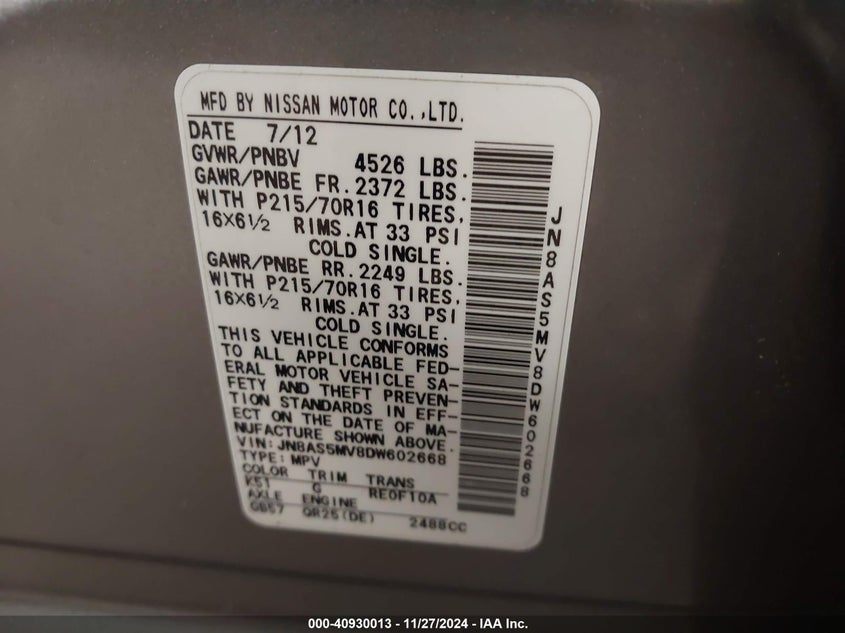 MFD BY NISSAN MOTOR CO.,LTD.
DATE 7/12
GVWR/PNBV 4526 LBS.
GAWR/PNBE FR. 2372 LBS.
WITH P215/70R16 TIRES,
16X6½ RIMS. AT 33 PSI
COLD SINGLE.
GAWR/PNBE RR. 2249 LBS.
WITH P215/70R16 TIRES,
16X6½ RIMS. AT 33 PSI
COLD SINGLE.
THIS VEHICLE CONFORMS
TO ALL APPLICABLE FED-
ERAL MOTOR VEHICLE SA-
FETY AND THEFT PREVEN-
TION STANDARDS IN EFF-
ECT ON THE DATE OF MA-
NUFACTURE SHOWN ABOVE.
VIN: JN8AS5MV8DW602668
TYPE: MPV
COLOR TRIM TRANS
K51 G RE0F10A
AXLE ENGINE
GB57 QR25(DE) 2488CC
JN8AS5MV8DW602668
000-40930013 - 11/27/2024 - IAA Inc.